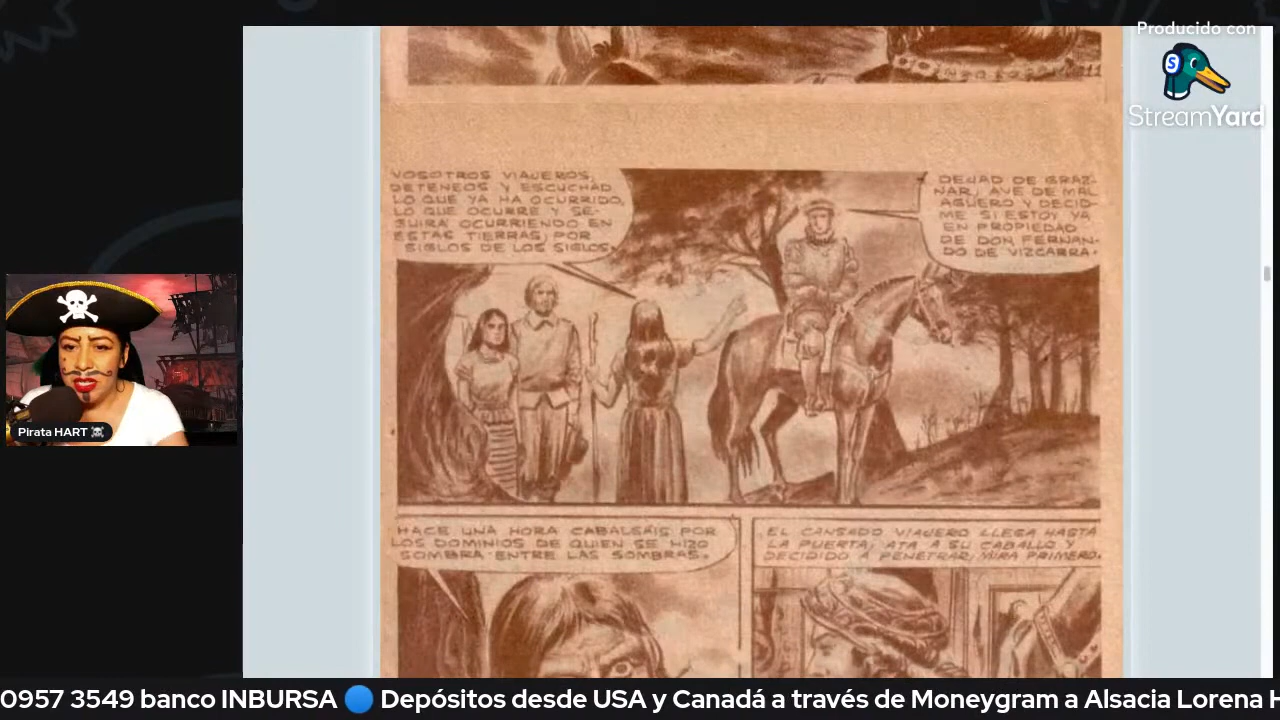 Producido con
StreamYard
VOSOTROS VIAJEROS,
DETENEOS Y ESCUCHAD
LO QUE YA HA OCURRIDO,
LO QUE OCURRE Y SE-
GUIRA OCURRIENDO EN
ESTAS TIERRAS, POR
SIGLOS DE LOS SIGLOS.
DEJAD DE GRAZ-
NAR, AVE DE MAL
AGUERO Y DECID-
ME SI ESTOY YA
EN PROPIEDAD
DE DON FERNAN-
DO DE VIZCARRA.
HACE UNA HORA CABALGÁIS POR
LOS DOMINIOS DE QUIEN SE HIZO
SOMBRA ENTRE LAS SOMBRAS.
EL CANSADO VIAJERO LLEGA HASTA
LA PUERTA; ATA A SU CABALLO Y
DECIDIDO A PENETRAR, MIRA PRIMERO.
Pirata HART
0957 3549 banco INBURSA 🔵 Depósitos desde USA y Canadá a través de Moneygram a Alsacia Lorena H